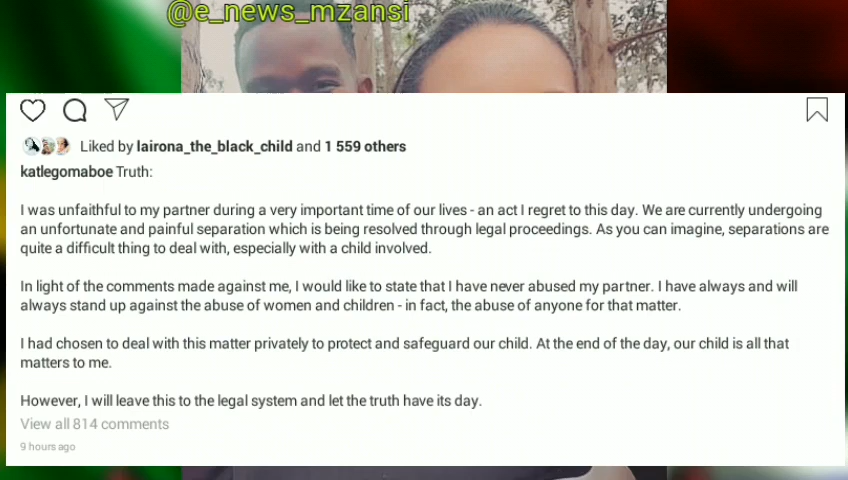 @e_news_mzansi
Liked by lairona_the_black_child and 1 559 others
katlegomaboe Truth:
I was unfaithful to my partner during a very important time of our lives - an act I regret to this day. We are currently undergoing
an unfortunate and painful separation which is being resolved through legal proceedings. As you can imagine, separations are
quite a difficult thing to deal with, especially with a child involved.
In light of the comments made against me, I would like to state that I have never abused my partner. I have always and will
always stand up against the abuse of women and children - in fact, the abuse of anyone for that matter.
I had chosen to deal with this matter privately to protect and safeguard our child. At the end of the day, our child is all that
matters to me.
However, I will leave this to the legal system and let the truth have its day.
View all 814 comments
9 hours ago